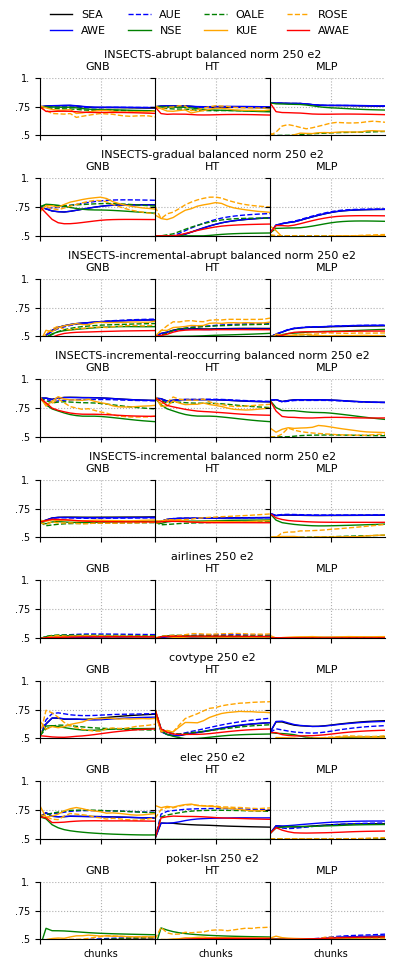 SEA AUE OALE ROSE
AWE NSE KUE AWAE
INSECTS-abrupt balanced norm 250 e2
GNB HT MLP
1.
.75
.5
INSECTS-gradual balanced norm 250 e2
GNB HT MLP
1.
.75
.5
INSECTS-incremental-abrupt balanced norm 250 e2
GNB HT MLP
1.
.75
.5
INSECTS-incremental-reoccurring balanced norm 250 e2
GNB HT MLP
1.
.75
.5
INSECTS-incremental balanced norm 250 e2
GNB HT MLP
1.
.75
.5
airlines 250 e2
GNB HT MLP
1.
.75
.5
covtype 250 e2
GNB HT MLP
1.
.75
.5
elec 250 e2
GNB HT MLP
1.
.75
.5
poker-lsn 250 e2
GNB HT MLP
1.
.75
.5
chunks chunks chunks